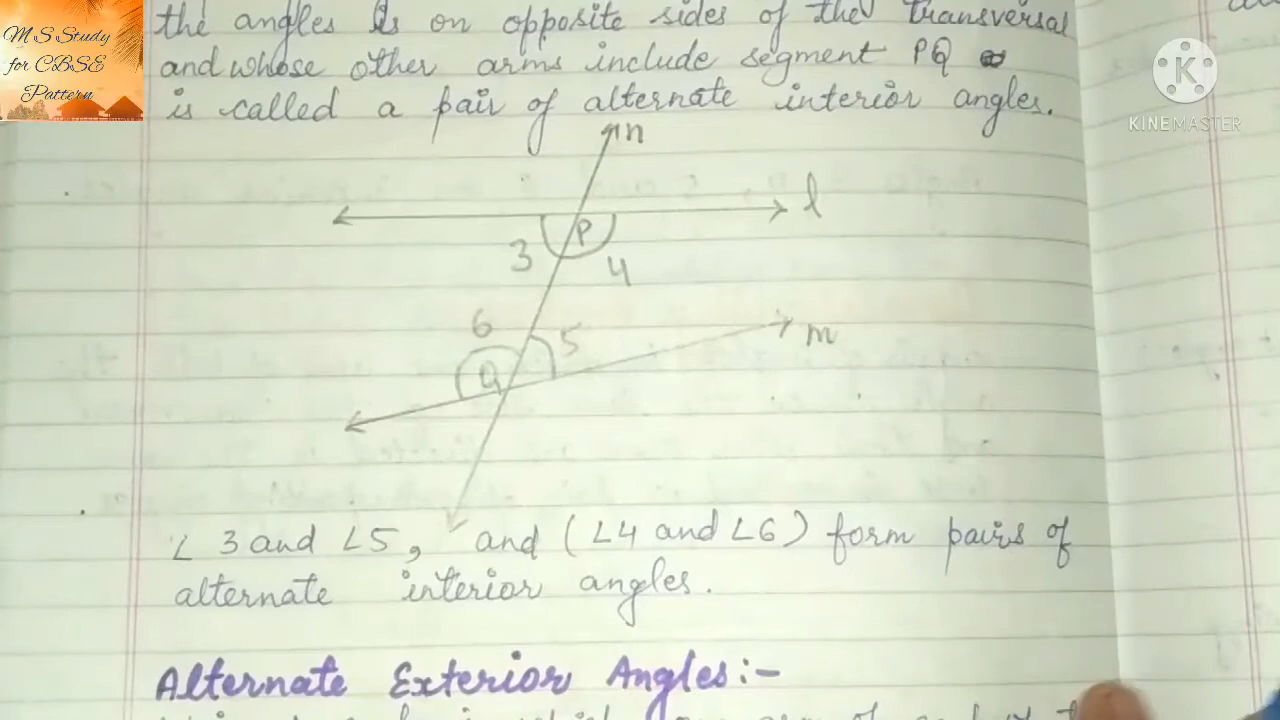 M S Study
for CBSE
Pattern
K
KINEMASTER
the angles is on opposite sides of the transversal
and whose other arms include segment PQ
is called a pair of alternate interior angles.
n
l
P
3
4
6
5
m
Q
∠ 3 and ∠5, and (∠4 and ∠6) form pairs of
alternate interior angles.
Alternate Exterior Angles:-